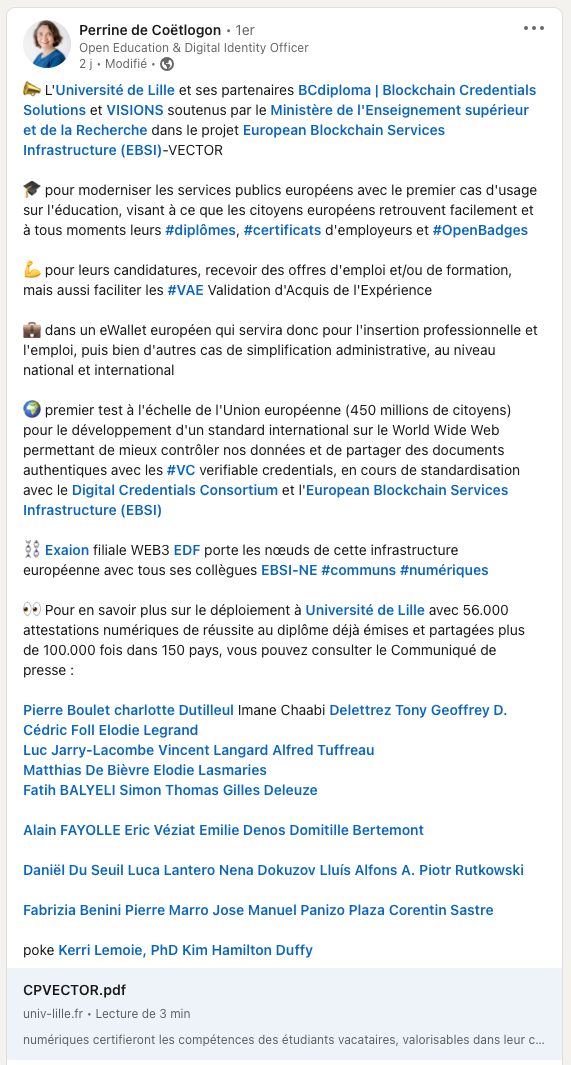 Perrine de Coëtlogon • 1er
Open Education & Digital Identity Officer
2 j • Modifié •
L'Université de Lille et ses partenaires BCdiploma | Blockchain Credentials
Solutions et VISIONS soutenus par le Ministère de l'Enseignement supérieur
et de la Recherche dans le projet European Blockchain Services
Infrastructure (EBSI)-VECTOR
pour moderniser les services publics européens avec le premier cas d'usage
sur l'éducation, visant à ce que les citoyens européens retrouvent facilement et
à tous moments leurs #diplômes, #certificats d'employeurs et #OpenBadges
pour leurs candidatures, recevoir des offres d'emploi et/ou de formation,
mais aussi faciliter les #VAE Validation d'Acquis de l'Expérience
dans un eWallet européen qui servira donc pour l'insertion professionnelle et
l'emploi, puis bien d'autres cas de simplification administrative, au niveau
national et international
premier test à l'échelle de l'Union européenne (450 millions de citoyens)
pour le développement d'un standard international sur le World Wide Web
permettant de mieux contrôler nos données et de partager des documents
authentiques avec les #VC verifiable credentials, en cours de standardisation
avec le Digital Credentials Consortium et l'European Blockchain Services
Infrastructure (EBSI)
Exaion filiale WEB3 EDF porte les nœuds de cette infrastructure
européenne avec tous ses collègues EBSI-NE #communs #numériques
Pour en savoir plus sur le déploiement à Université de Lille avec 56.000
attestations numériques de réussite au diplôme déjà émises et partagées plus
de 100.000 fois dans 150 pays, vous pouvez consulter le Communiqué de
presse :
Pierre Boulet charlotte Dutilleul Imane Chaabi Delettrez Tony Geoffrey D.
Cédric Foll Elodie Legrand
Luc Jarry-Lacombe Vincent Langard Alfred Tuffreau
Matthias De Bièvre Elodie Lasmaries
Fatih BALYELI Simon Thomas Gilles Deleuze
Alain FAYOLLE Eric Véziat Emilie Denos Domitille Bertemont
Daniël Du Seuil Luca Lantero Nena Dokuzov Lluís Alfons A. Piotr Rutkowski
Fabrizia Benini Pierre Marro Jose Manuel Panizo Plaza Corentin Sastre
poke Kerri Lemoie, PhD Kim Hamilton Duffy
CPVECTOR.pdf
univ-lille.fr • Lecture de 3 min
numériques certifieront les compétences des étudiants vacataires, valorisables dans leur c...